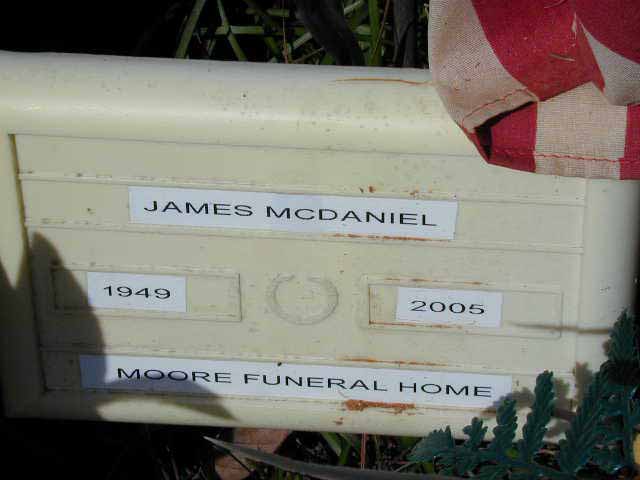 JAMES MCDANIEL
1949 2005
MOORE FUNERAL HOME